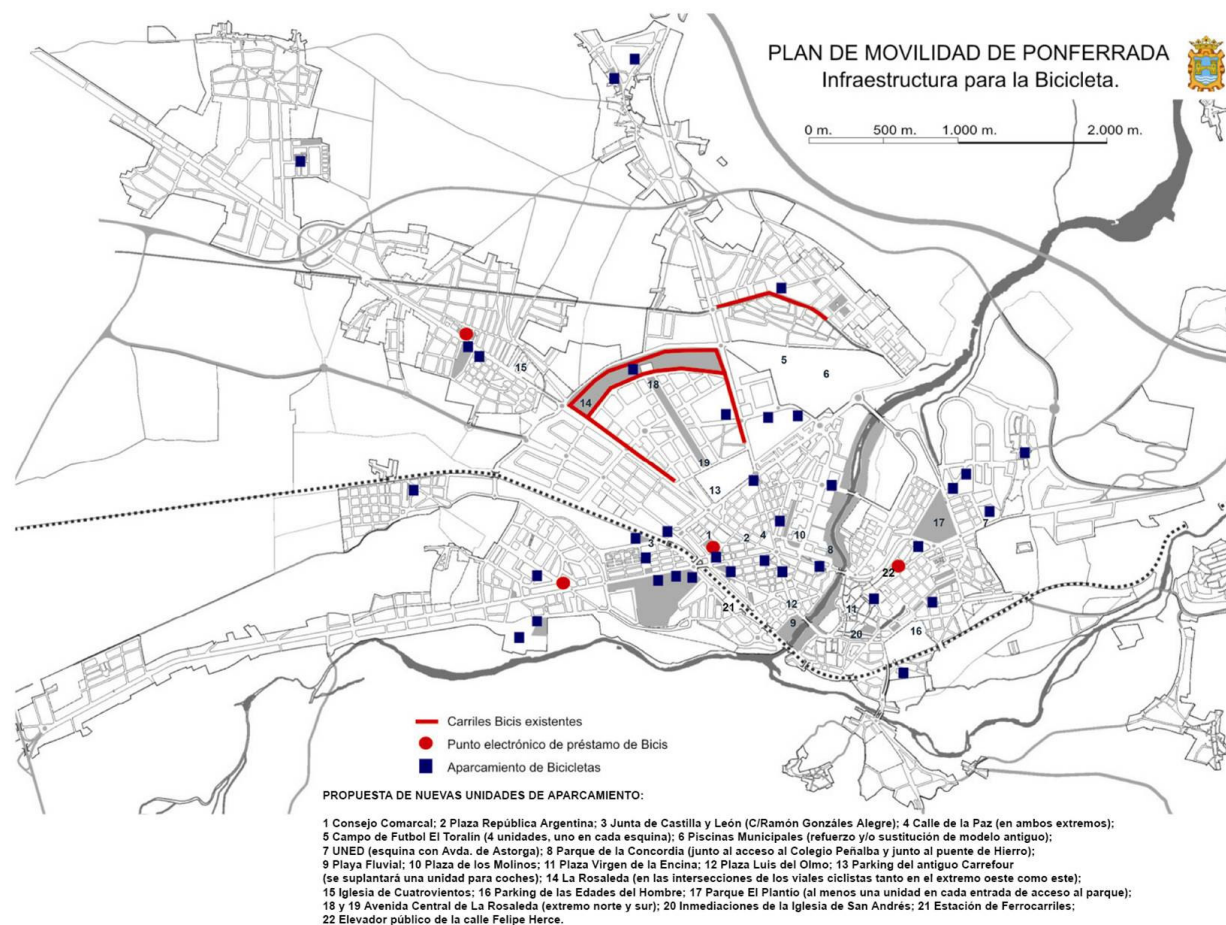 PLAN DE MOVILIDAD DE PONFERRADA
Infraestructura para la Bicicleta.
0 m. 500 m. 1.000 m. 2.000 m.
5
6
15
18
14
19
13
17
7
1
2
4
10
3
8
22
21
12
11
9
20
16
Carriles Bicis existentes
Punto electrónico de préstamo de Bicis
Aparcamiento de Bicicletas
PROPUESTA DE NUEVAS UNIDADES DE APARCAMIENTO:
1 Consejo Comarcal; 2 Plaza República Argentina; 3 Junta de Castilla y León (C/Ramón Gonzáles Alegre); 4 Calle de la Paz (en ambos extremos);
5 Campo de Futbol El Toralín (4 unidades, uno en cada esquina); 6 Piscinas Municipales (refuerzo y/o sustitución de modelo antiguo);
7 UNED (esquina con Avda. de Astorga); 8 Parque de la Concordia (junto al acceso al Colegio Peñalba y junto al puente de Hierro);
9 Playa Fluvial; 10 Plaza de los Molinos; 11 Plaza Virgen de la Encina; 12 Plaza Luis del Olmo; 13 Parking del antiguo Carrefour
(se suplantará una unidad para coches); 14 La Rosaleda (en las intersecciones de los viales ciclistas tanto en el extremo oeste como este);
15 Iglesia de Cuatrovientos; 16 Parking de las Edades del Hombre; 17 Parque El Plantío (al menos una unidad en cada entrada de acceso al parque);
18 y 19 Avenida Central de La Rosaleda (extremo norte y sur); 20 Inmediaciones de la Iglesia de San Andrés; 21 Estación de Ferrocarriles;
22 Elevador público de la calle Felipe Herce.